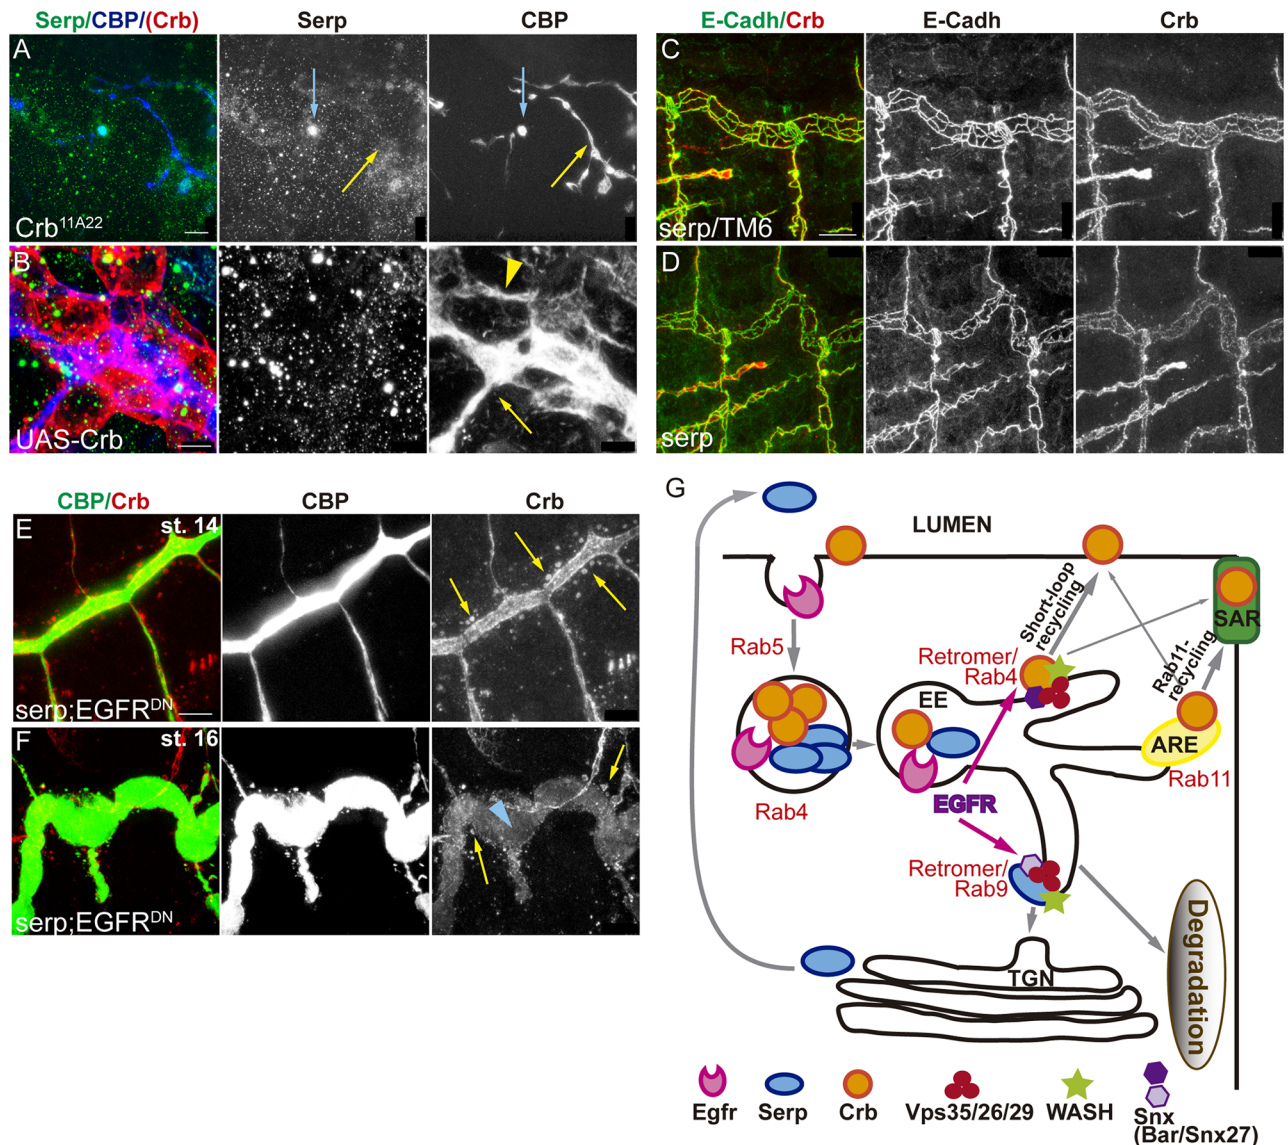 Serp/CBP/(Crb) Serp CBP
A
Crb11A22
B
UAS-Crb
E-Cadh/Crb E-Cadh Crb
C
serp/TM6
D
serp
CBP/Crb CBP Crb
E st. 14
serp;EGFRDN
F st. 16
serp;EGFRDN
G
LUMEN
Rab5
Short-loop
recycling
SAR
Retromer/
Rab4
Rab11-
recycling
EE
ARE
Rab11
Rab4
EGFR
Retromer/
Rab9
Degradation
TGN
Egfr Serp Crb Vps35/26/29 WASH Snx
(Bar/Snx27)